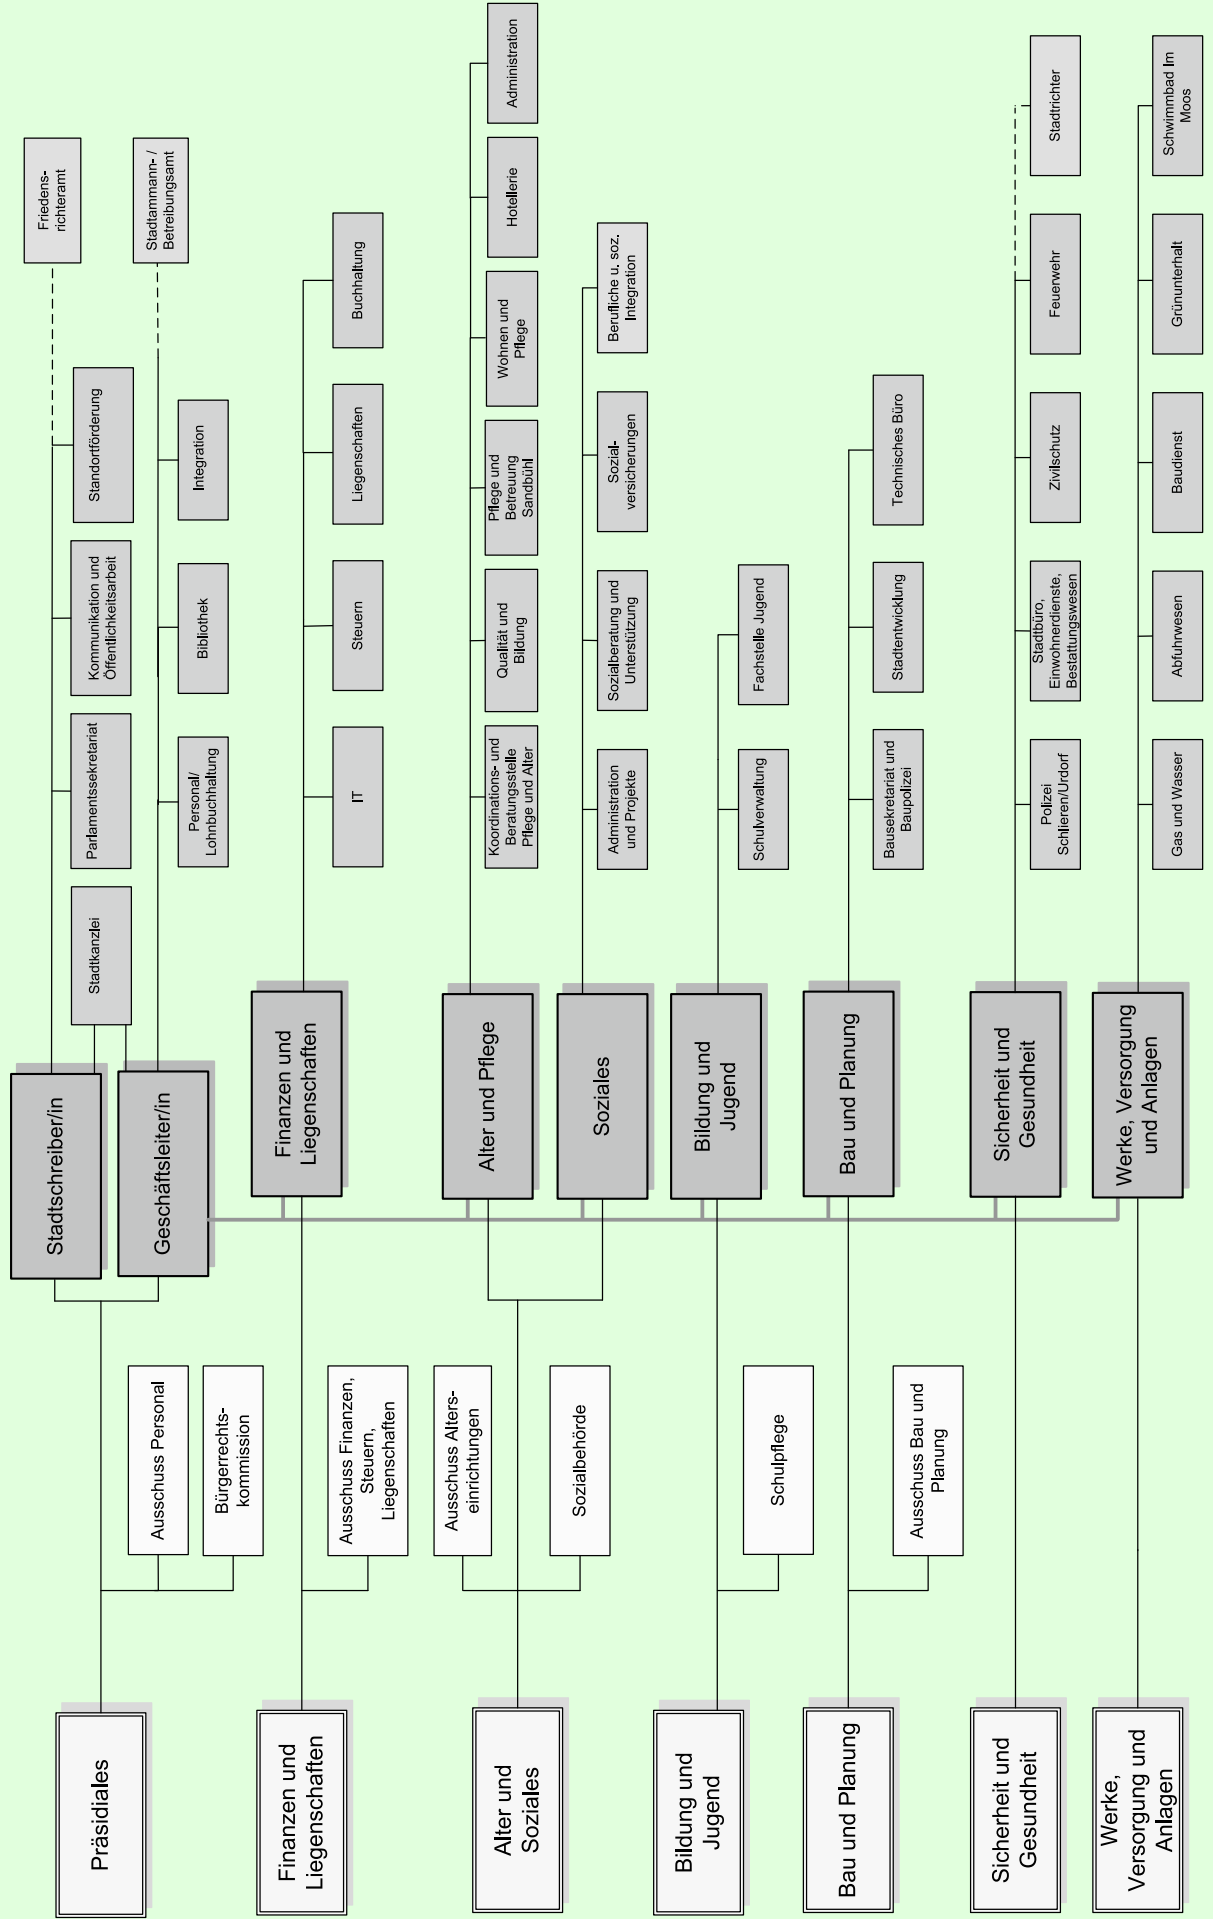 Präsidiales
Ausschuss Personal
Bürgerrechts-
kommission
Stadtschreiber/in
Geschäftsleiter/in
Stadtkanzlei
Parlamentssekretariat
Kommunikation und
Öffentlichkeitsarbeit
Standortförderung
Friedens-
richteramt
Personal/
Lohnbuchhaltung
Bibliothek
Integration
Stadtammann- /
Betreibungsamt
Finanzen und
Liegenschaften
Ausschuss Finanzen,
Steuern,
Liegenschaften
Finanzen und
Liegenschaften
IT
Steuern
Liegenschaften
Buchhaltung
Alter und
Soziales
Ausschuss Alters-
einrichtungen
Sozialbehörde
Alter und Pflege
Koordinations- und
Beratungsstelle
Pflege und Alter
Qualität und
Bildung
Pflege und
Betreuung
Sandbühl
Wohnen und
Pflege
Hotellerie
Administration
Soziales
Administration
und Projekte
Sozialberatung und
Unterstützung
Sozial-
versicherungen
Berufliche u. soz.
Integration
Bildung und
Jugend
Schulpflege
Bildung und
Jugend
Schulverwaltung
Fachstelle Jugend
Bau und Planung
Ausschuss Bau und
Planung
Bau und Planung
Bausekretariat und
Baupolizei
Stadtentwicklung
Technisches Büro
Sicherheit und
Gesundheit
Sicherheit und
Gesundheit
Polizei
Schlieren/Urdorf
Stadtbüro,
Einwohnerdienste,
Bestattungswesen
Zivilschutz
Feuerwehr
Stadtrichter
Werke,
Versorgung und
Anlagen
Werke, Versorgung
und Anlagen
Gas und Wasser
Abfuhrwesen
Baudienst
Grünunterhalt
Schwimmbad Im
Moos